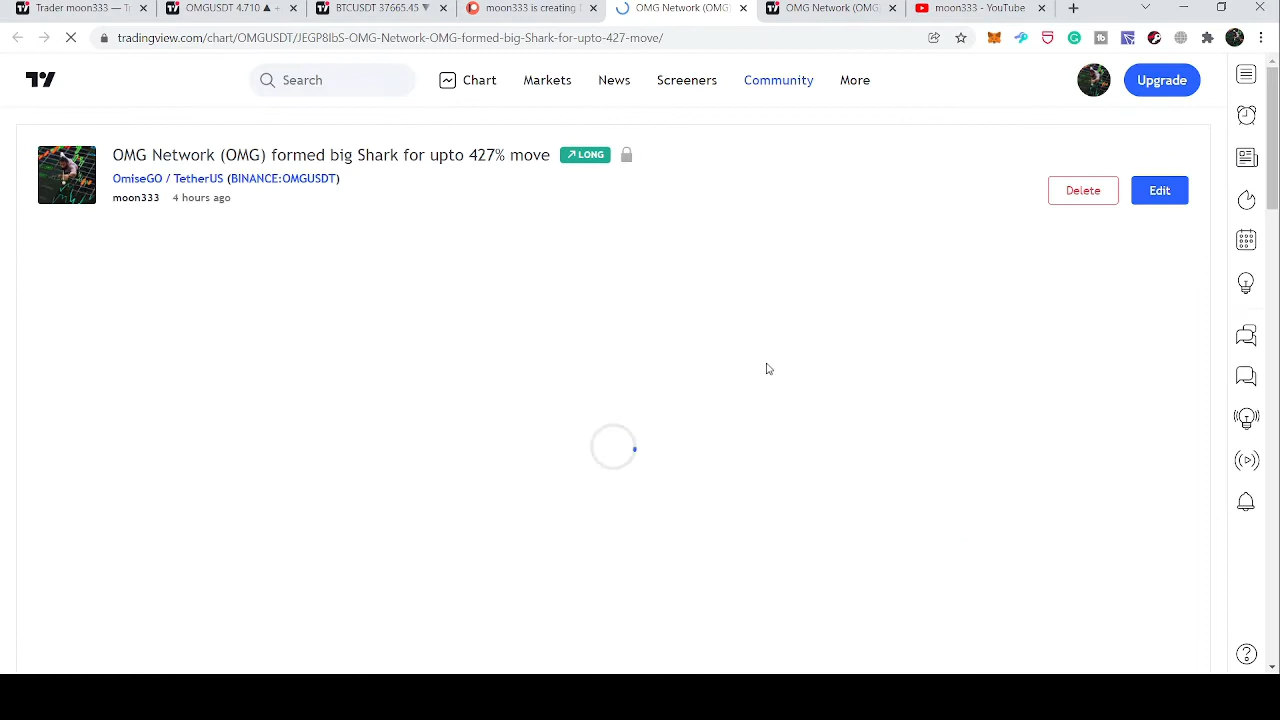 Trader moon333 — T
OMGUSDT 4.710 ▲ +
BTCUSDT 37665.45 ▼
moon333 is creating
OMG Network (OMG)
OMG Network (OMG
moon333 - YouTube
tradingview.com/chart/OMGUSDT/JEGP8IbS-OMG-Network-OMG-formed-big-Shark-for-upto-427-move/
Search
Chart
Markets
News
Screeners
Community
More
Upgrade
OMG Network (OMG) formed big Shark for upto 427% move
LONG
OmiseGO / TetherUS (BINANCE:OMGUSDT)
moon333 4 hours ago
Delete
Edit